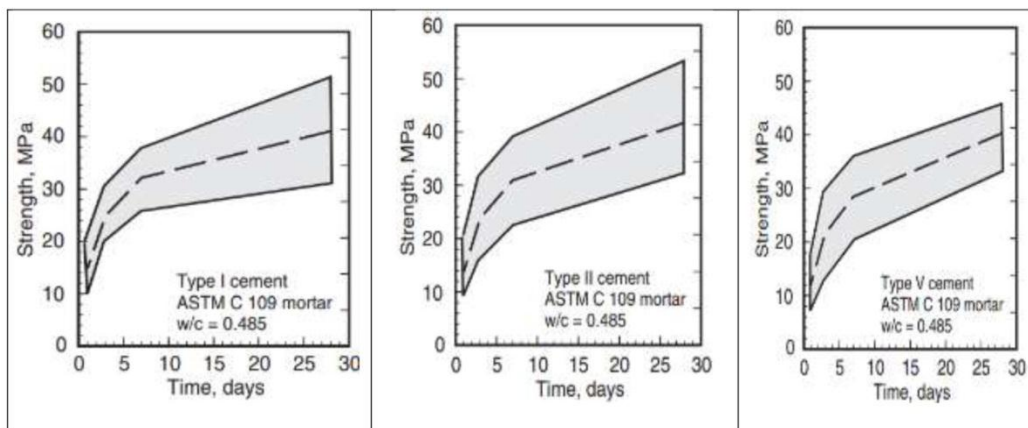 60
50
40
30
20
10
0
Strength, MPa
Type I cement
ASTM C 109 mortar
w/c = 0.485
0 5 10 15 20 25 30
Time, days
60
50
40
30
20
10
0
Strength, MPa
Type II cement
ASTM C 109 mortar
w/c = 0.485
0 5 10 15 20 25 30
Time, days
60
50
40
30
20
10
0
Strength, MPa
Type V cement
ASTM C 109 mortar
w/c = 0.485
0 5 10 15 20 25 30
Time, days